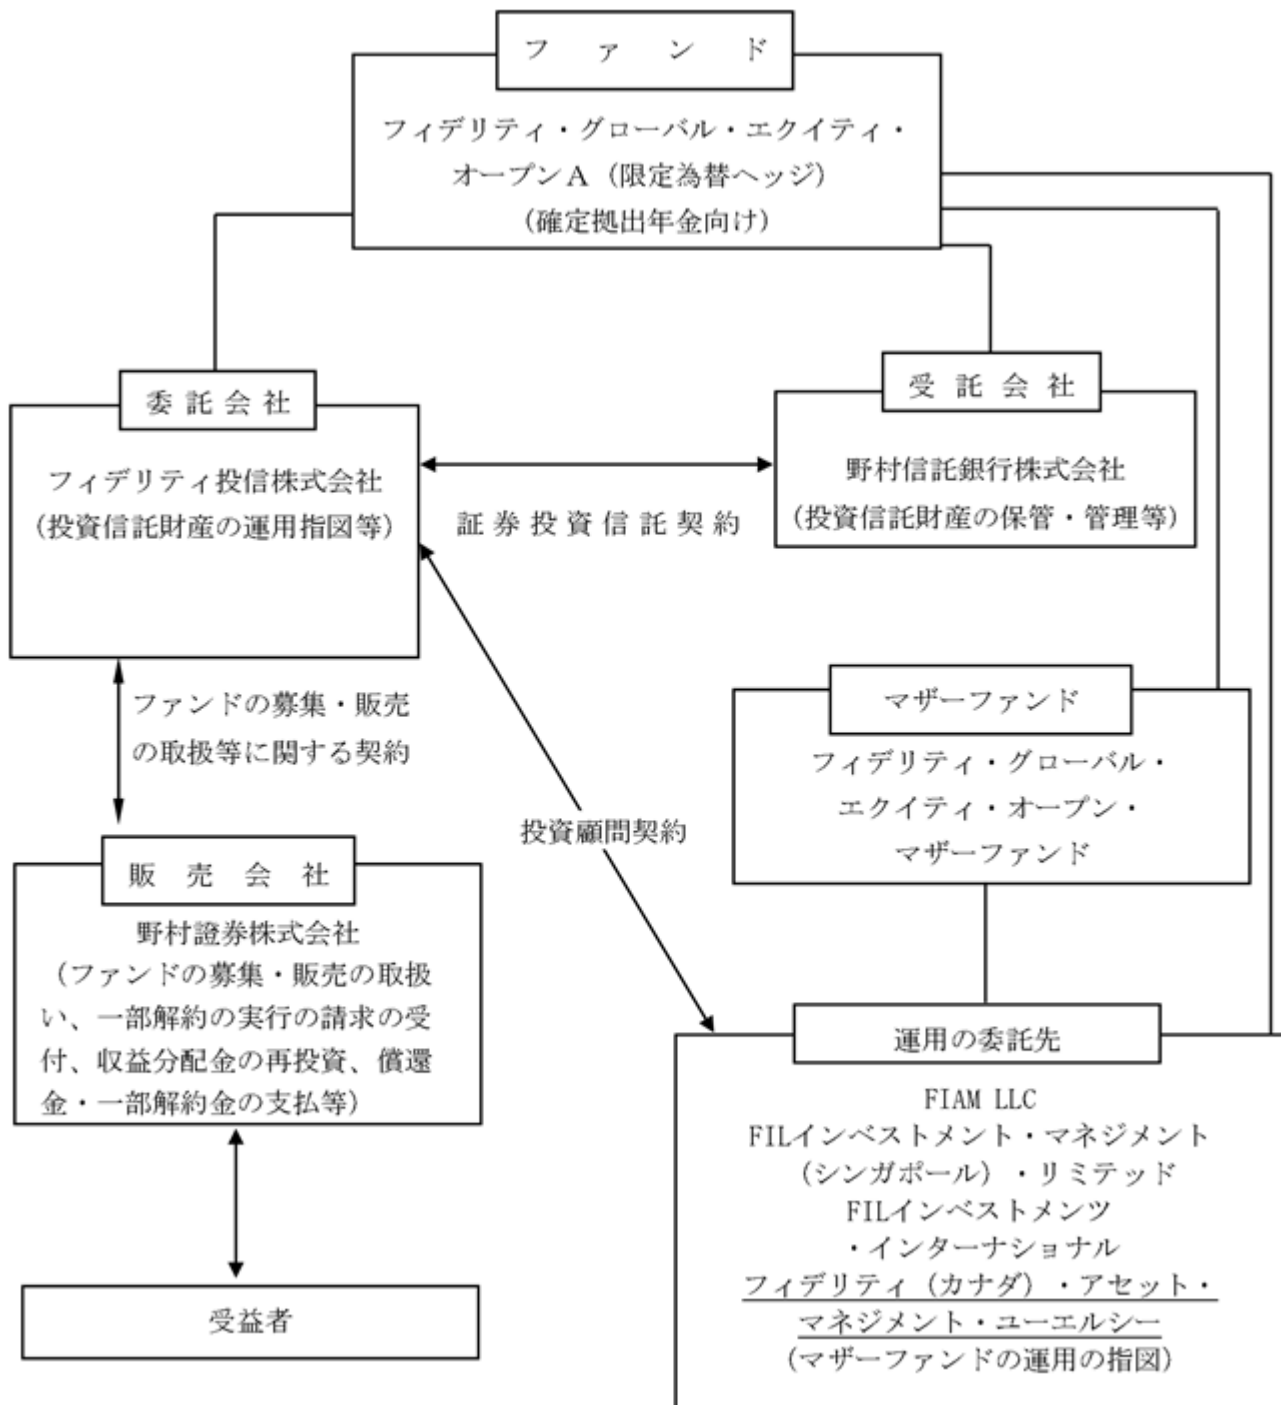 ファンド
フィデリティ・グローバル・エクイティ・
オープンＡ（限定為替ヘッジ）
（確定拠出年金向け）
委託会社
フィデリティ投信株式会社
（投資信託財産の運用指図等）
証券投資信託契約
受託会社
野村信託銀行株式会社
（投資信託財産の保管・管理等）
ファンドの募集・販売
の取扱等に関する契約
投資顧問契約
マザーファンド
フィデリティ・グローバル・
エクイティ・オープン・
マザーファンド
販売会社
野村證券株式会社
（ファンドの募集・販売の取扱
い、一部解約の実行の請求の受
付、収益分配金の再投資、償還
金・一部解約金の支払等）
受益者
運用の委託先
FIAM LLC
FILインベストメント・マネジメント
（シンガポール）・リミテッド
FILインベストメンツ
・インターナショナル
フィデリティ（カナダ）・アセット・
マネジメント・ユーエルシー
（マザーファンドの運用の指図）